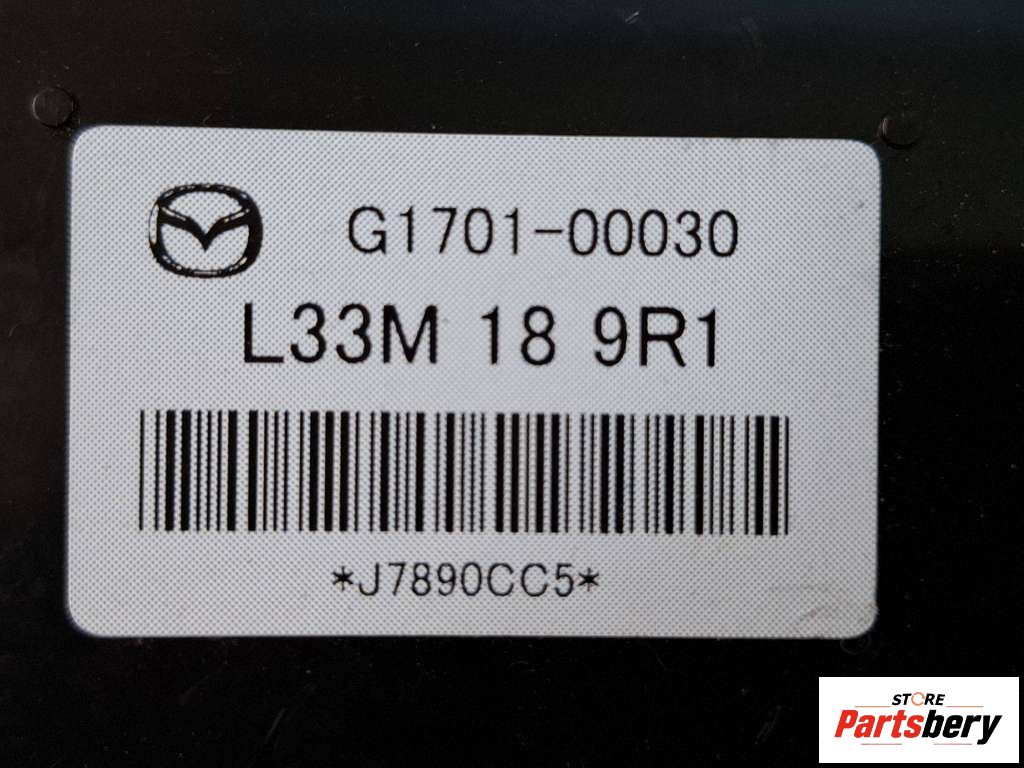 G1701-00030
L33M 18 9R1
*J7890CC5*
STORE
Partsbery